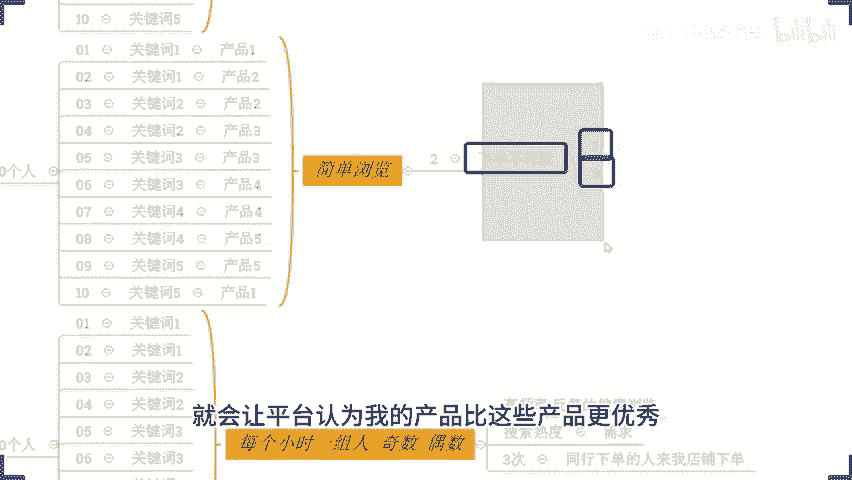 10 关键词5
01 关键词1 产品1
02 关键词1 产品2
03 关键词2 产品2
04 关键词2 产品3
05 关键词3 产品3
0个人
06 关键词3 产品4
07 关键词4 产品4
08 关键词4 产品5
09 关键词5 产品5
10 关键词5 产品1
简单浏览
2
bilibili
01 关键词1
02 关键词1
03 关键词2
04 关键词2
05 关键词3
0个人
06 关键词3
就会让平台认为我的产品比这些产品更优秀
每个小时一组人 奇数 偶数
搜索热度 需求
3次 同行下单的人来我店铺下单